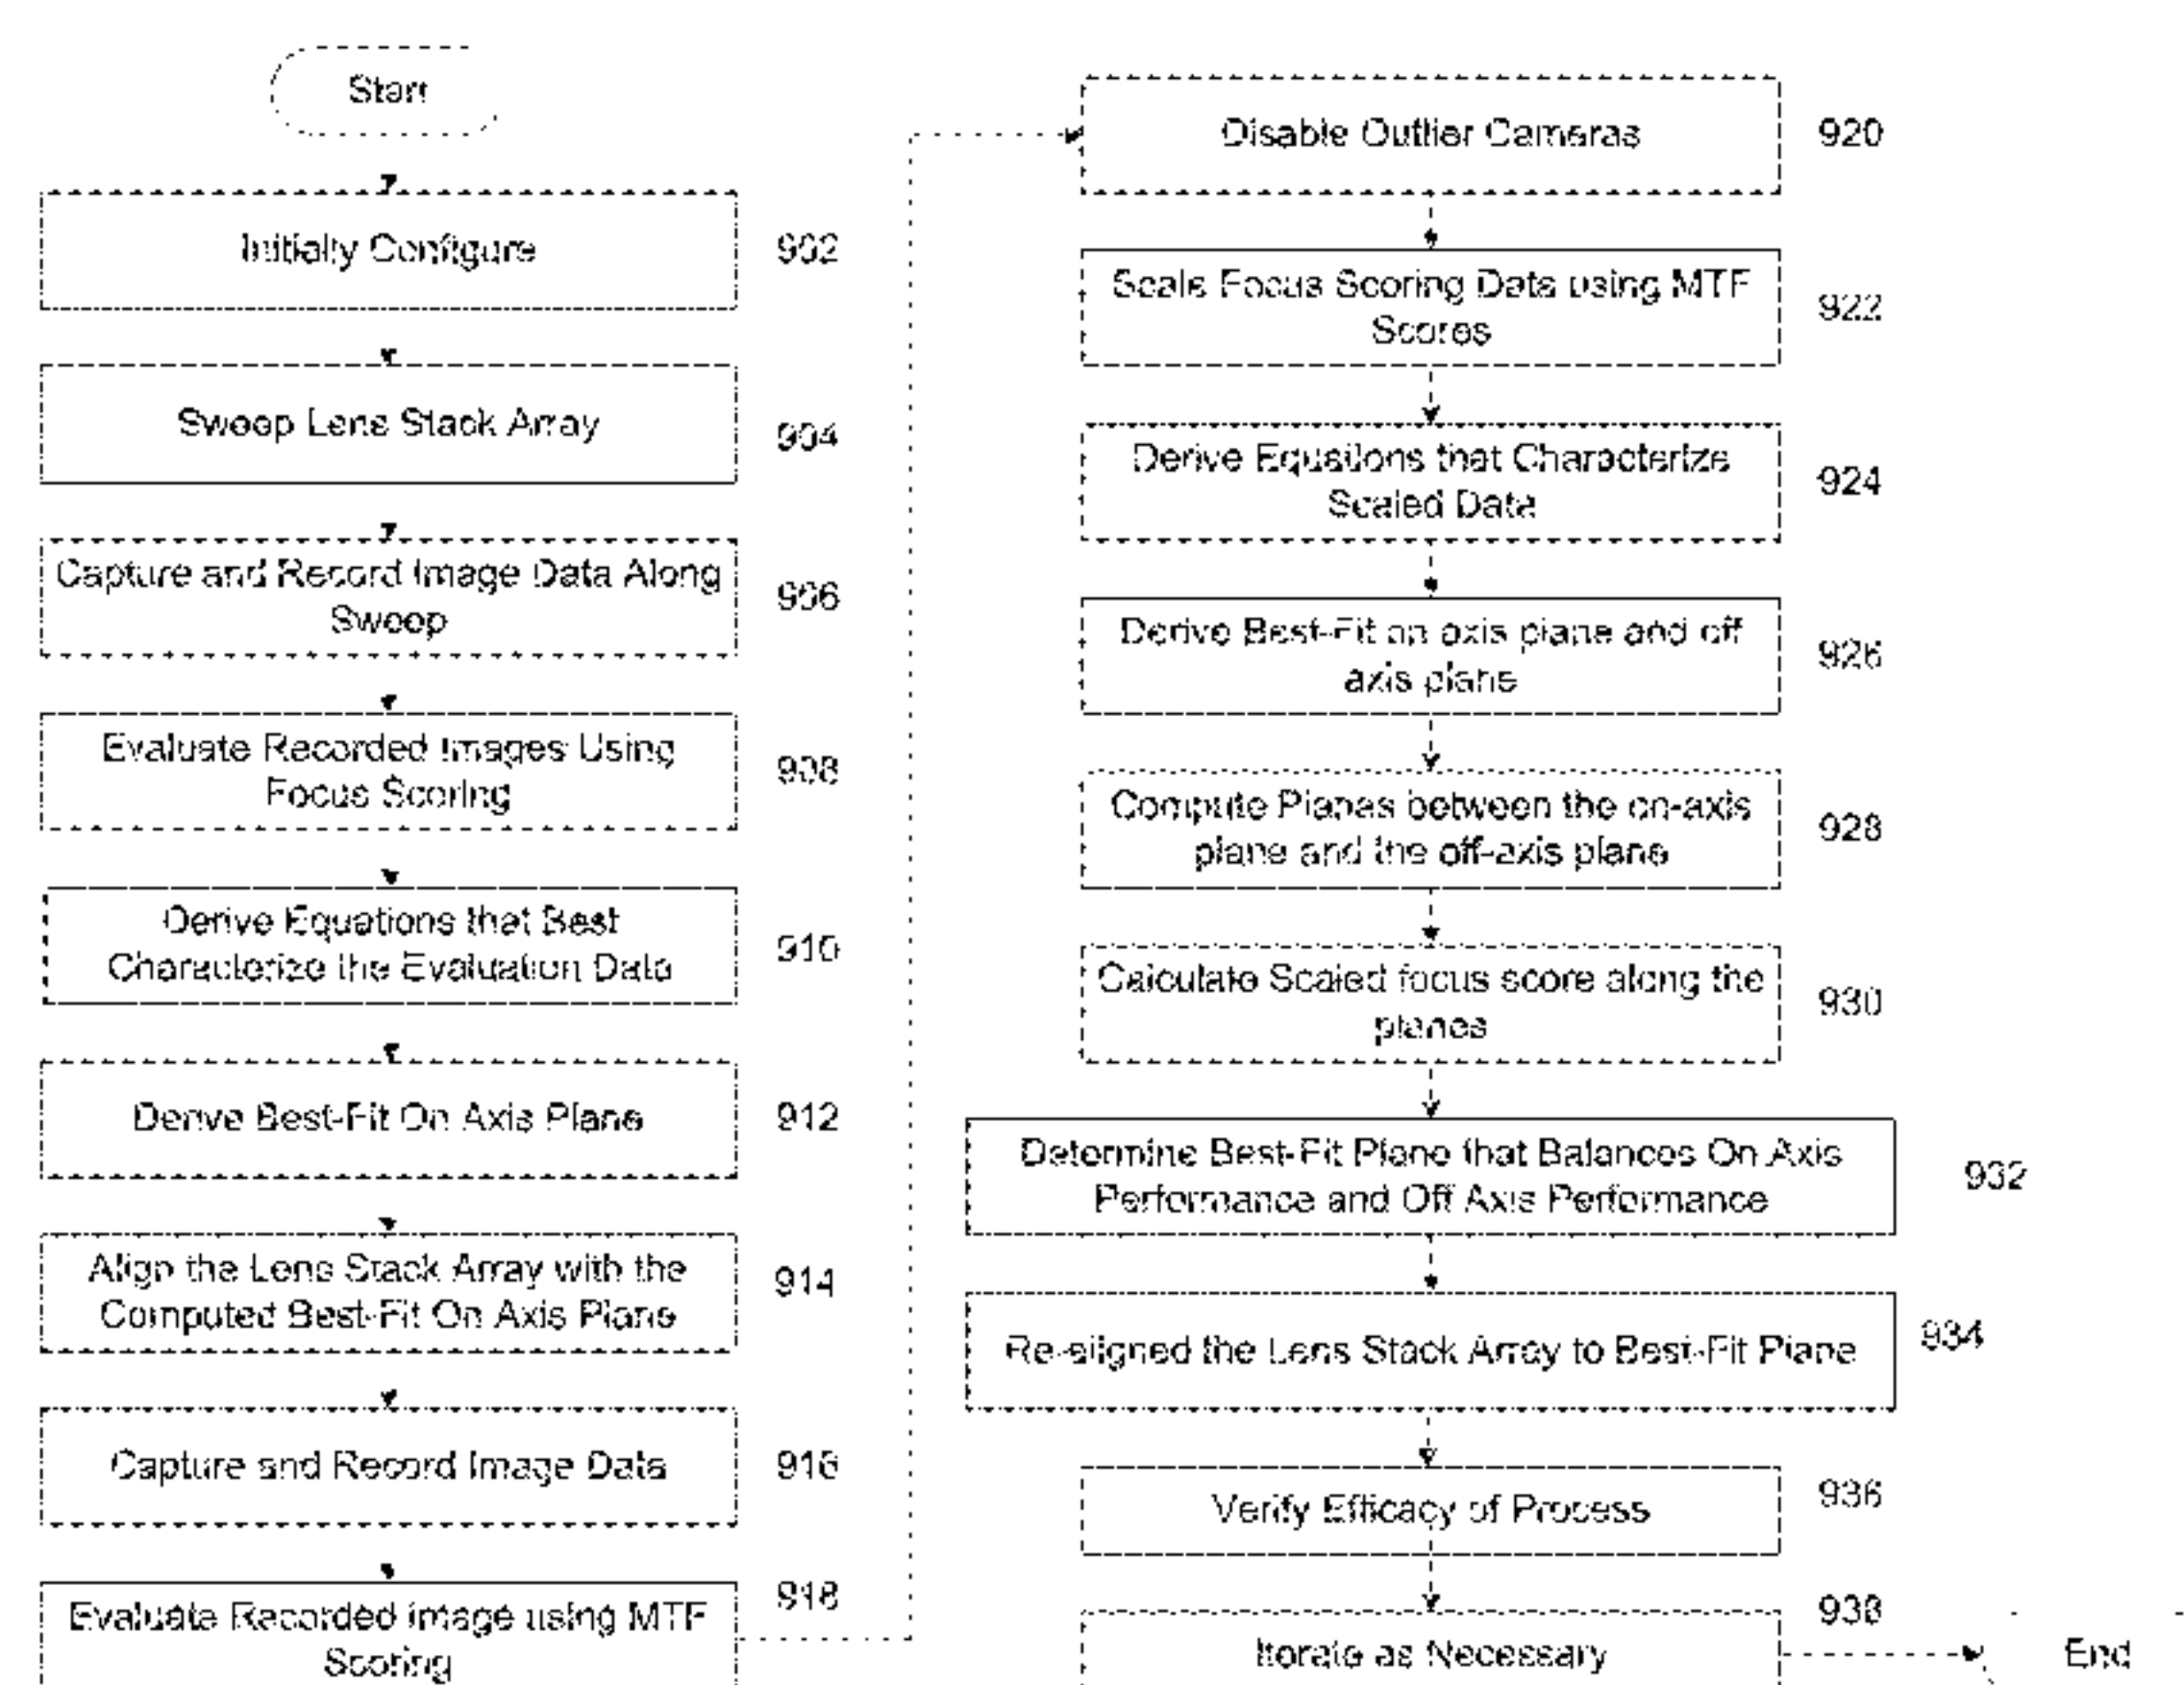 Start
Initially Configure
902
Sweep Lens Stack Array
904
Capture and Record Image Data Along
Sweep
906
Evaluate Recorded Images Using
Focus Scoring
908
Derive Equations that Best
Characterize the Evaluation Data
910
Derive Best-Fit On Axis Plane
912
Align the Lens Stack Array with the
Computed Best-Fit On Axis Plane
914
Capture and Record Image Data
916
Evaluate Recorded image using MTF
Scoring
918
Disable Outlier Cameras
920
Scale Focus Scoring Data using MTF
Scores
922
Derive Equations that Characterize
Scaled Data
924
Derive Best-Fit on axis plane and off
axis plane
926
Compute Planes between the on-axis
plane and the off-axis plane
928
Calculate Scaled focus score along the
planes
930
Determine Best-Fit Plane that Balances On Axis
Performance and Off Axis Performance
932
Re-aligned the Lens Stack Array to Best-Fit Plane
934
Verify Efficacy of Process
936
Iterate as Necessary
938
End